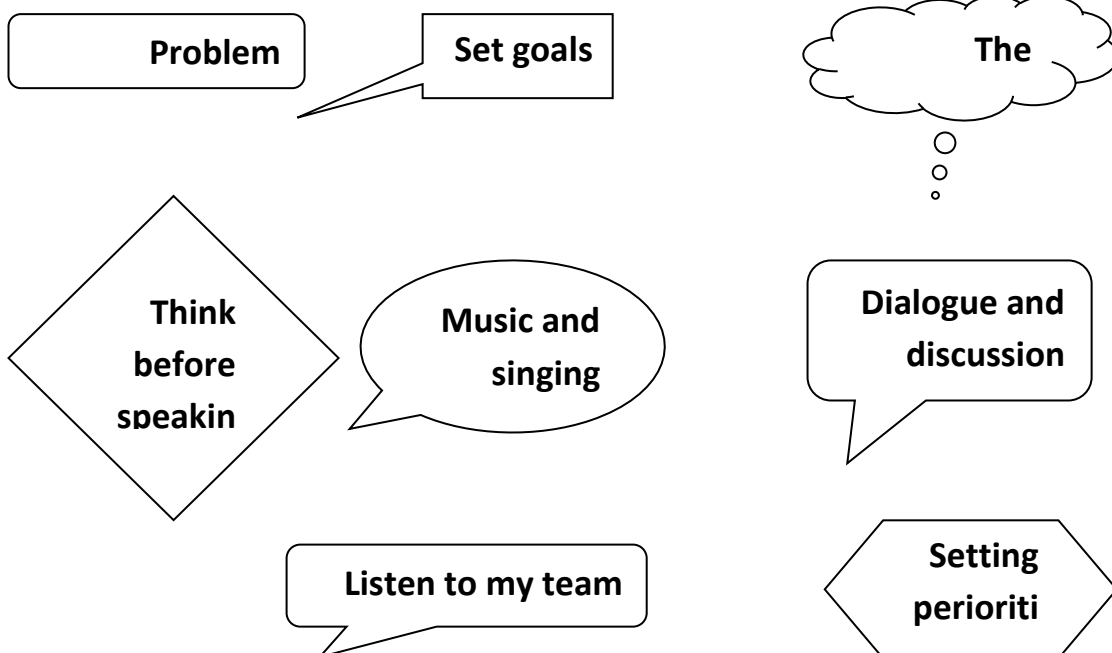 Problem
Set goals
The
Think
before
speakin
Music and
singing
Dialogue and
discussion
Listen to my team
Setting
perioriti